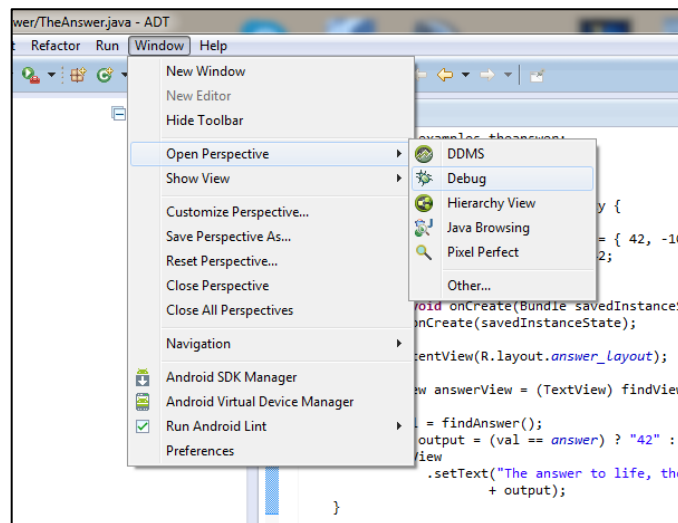 wer/TheAnswer.java - ADT
Refactor Run Window Help
New Window
New Editor
Hide Toolbar
Open Perspective
Show View
Customize Perspective...
Save Perspective As...
Reset Perspective...
Close Perspective
Close All Perspectives
Navigation
Android SDK Manager
Android Virtual Device Manager
Run Android Lint
Preferences
DDMS
Debug
Hierarchy View
Java Browsing
Pixel Perfect
Other...
y {
= { 42, -10
2;
void onCreate(Bundle savedInstanceS
onCreate(savedInstanceState);
tentView(R.layout.answer_layout);
ew answerView = (TextView) findView
l = findAnswer();
output = (val == answer) ? "42" :
View
.setText("The answer to life, the
+ output);
}